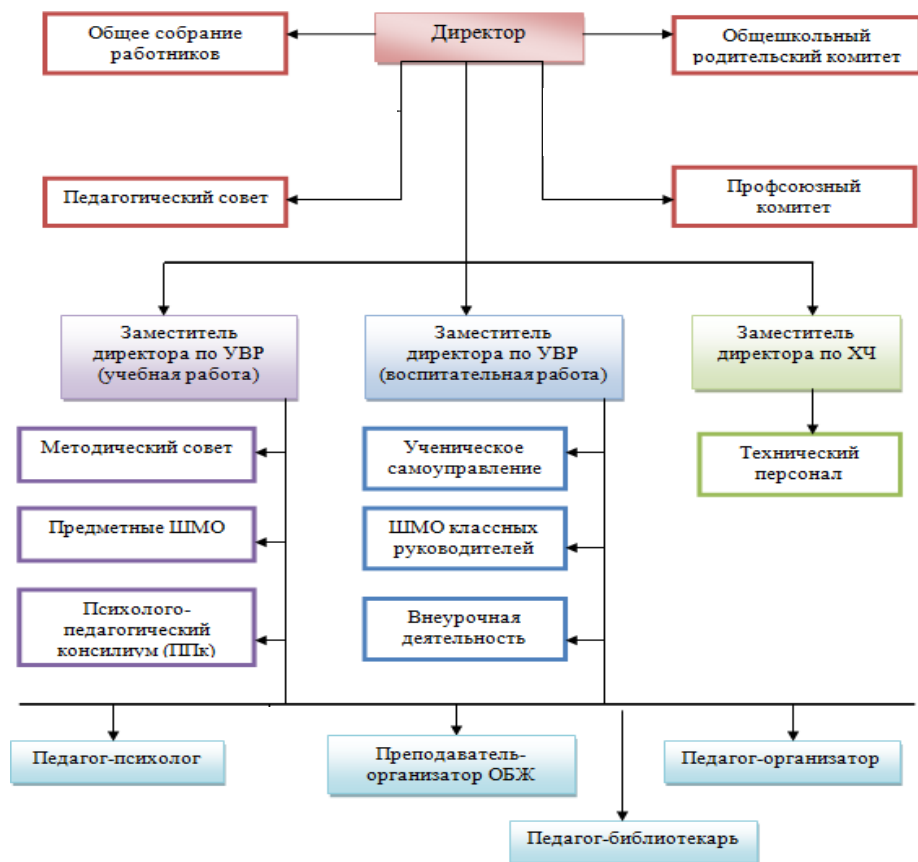 Общее собрание
работников
Директор
Общешкольный
родительский комитет
Педагогический совет
Профсоюзный
комитет
Заместитель
директора по УВР
(учебная работа)
Заместитель
директора по УВР
(воспитательная работа)
Заместитель
директора по ХЧ
Методический совет
Ученическое
самоуправление
Технический
персонал
Предметные ШМО
ШМО классных
руководителей
Психолого-
педагогический
консилиум (ППк)
Внеурочная
деятельность
Педагог-психолог
Преподаватель-
организатор ОБЖ
Педагог-организатор
Педагог-библиотекарь